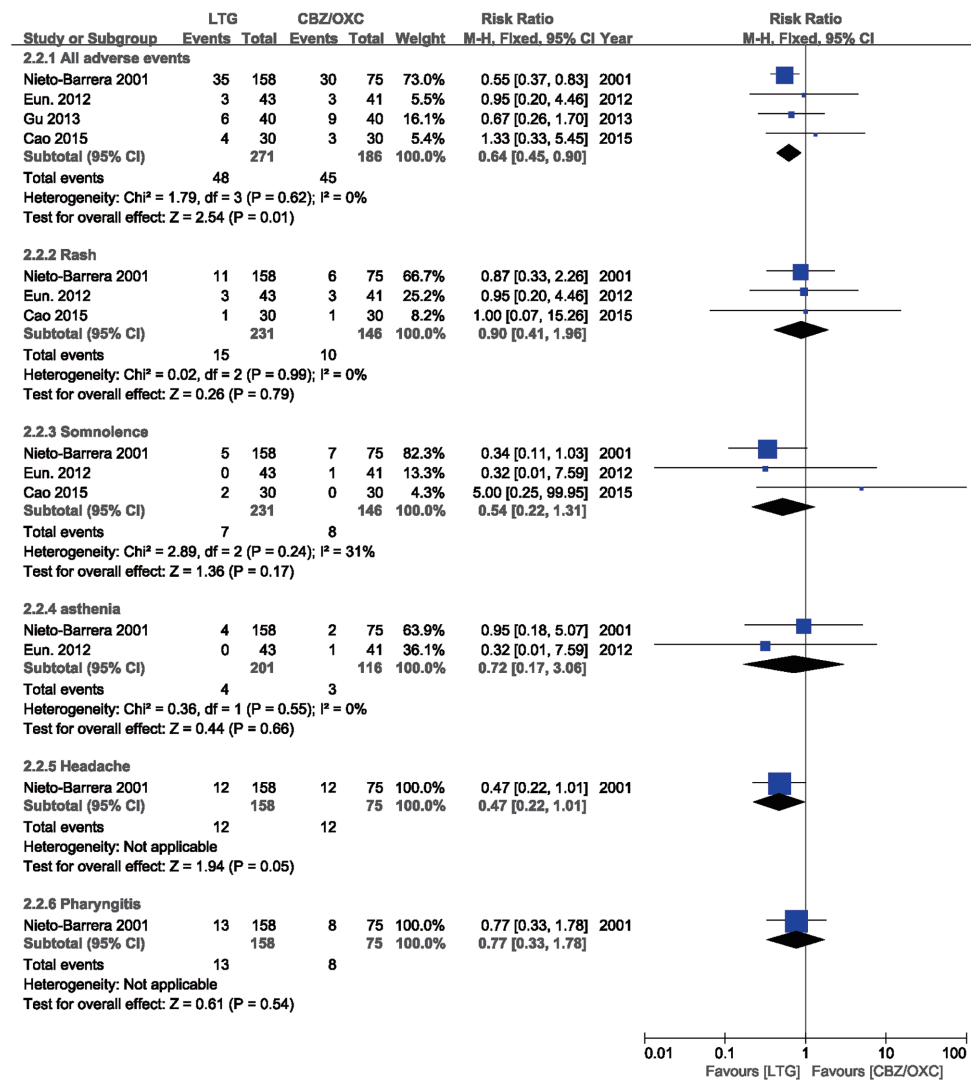 LTG CBZ/OXC Risk Ratio Risk Ratio
Study or Subgroup Events Total Events Total Weight M-H, Fixed, 95% CI Year M-H, Fixed, 95% CI
2.2.1 All adverse events
Nieto-Barrera 2001 35 158 30 75 73.0% 0.55 [0.37, 0.83] 2001
Eun. 2012 3 43 3 41 5.5% 0.95 [0.20, 4.46] 2012
Gu 2013 6 40 9 40 16.1% 0.67 [0.26, 1.70] 2013
Cao 2015 4 30 3 30 5.4% 1.33 [0.33, 5.45] 2015
Subtotal (95% CI) 271 186 100.0% 0.64 [0.45, 0.90]
Total events 48 45
Heterogeneity: Chi² = 1.79, df = 3 (P = 0.62); I² = 0%
Test for overall effect: Z = 2.54 (P = 0.01)
2.2.2 Rash
Nieto-Barrera 2001 11 158 6 75 66.7% 0.87 [0.33, 2.26] 2001
Eun. 2012 3 43 3 41 25.2% 0.95 [0.20, 4.46] 2012
Cao 2015 1 30 1 30 8.2% 1.00 [0.07, 15.26] 2015
Subtotal (95% CI) 231 146 100.0% 0.90 [0.41, 1.96]
Total events 15 10
Heterogeneity: Chi² = 0.02, df = 2 (P = 0.99); I² = 0%
Test for overall effect: Z = 0.26 (P = 0.79)
2.2.3 Somnolence
Nieto-Barrera 2001 5 158 7 75 82.3% 0.34 [0.11, 1.03] 2001
Eun. 2012 0 43 1 41 13.3% 0.32 [0.01, 7.59] 2012
Cao 2015 2 30 0 30 4.3% 5.00 [0.25, 99.95] 2015
Subtotal (95% CI) 231 146 100.0% 0.54 [0.22, 1.31]
Total events 7 8
Heterogeneity: Chi² = 2.89, df = 2 (P = 0.24); I² = 31%
Test for overall effect: Z = 1.36 (P = 0.17)
2.2.4 asthenia
Nieto-Barrera 2001 4 158 2 75 63.9% 0.95 [0.18, 5.07] 2001
Eun. 2012 0 43 1 41 36.1% 0.32 [0.01, 7.59] 2012
Subtotal (95% CI) 201 116 100.0% 0.72 [0.17, 3.06]
Total events 4 3
Heterogeneity: Chi² = 0.36, df = 1 (P = 0.55); I² = 0%
Test for overall effect: Z = 0.44 (P = 0.66)
2.2.5 Headache
Nieto-Barrera 2001 12 158 12 75 100.0% 0.47 [0.22, 1.01] 2001
Subtotal (95% CI) 158 75 100.0% 0.47 [0.22, 1.01]
Total events 12 12
Heterogeneity: Not applicable
Test for overall effect: Z = 1.94 (P = 0.05)
2.2.6 Pharyngitis
Nieto-Barrera 2001 13 158 8 75 100.0% 0.77 [0.33, 1.78] 2001
Subtotal (95% CI) 158 75 100.0% 0.77 [0.33, 1.78]
Total events 13 8
Heterogeneity: Not applicable
Test for overall effect: Z = 0.61 (P = 0.54)
0.01 0.1 1 10 100
Favours [LTG] Favours [CBZ/OXC]